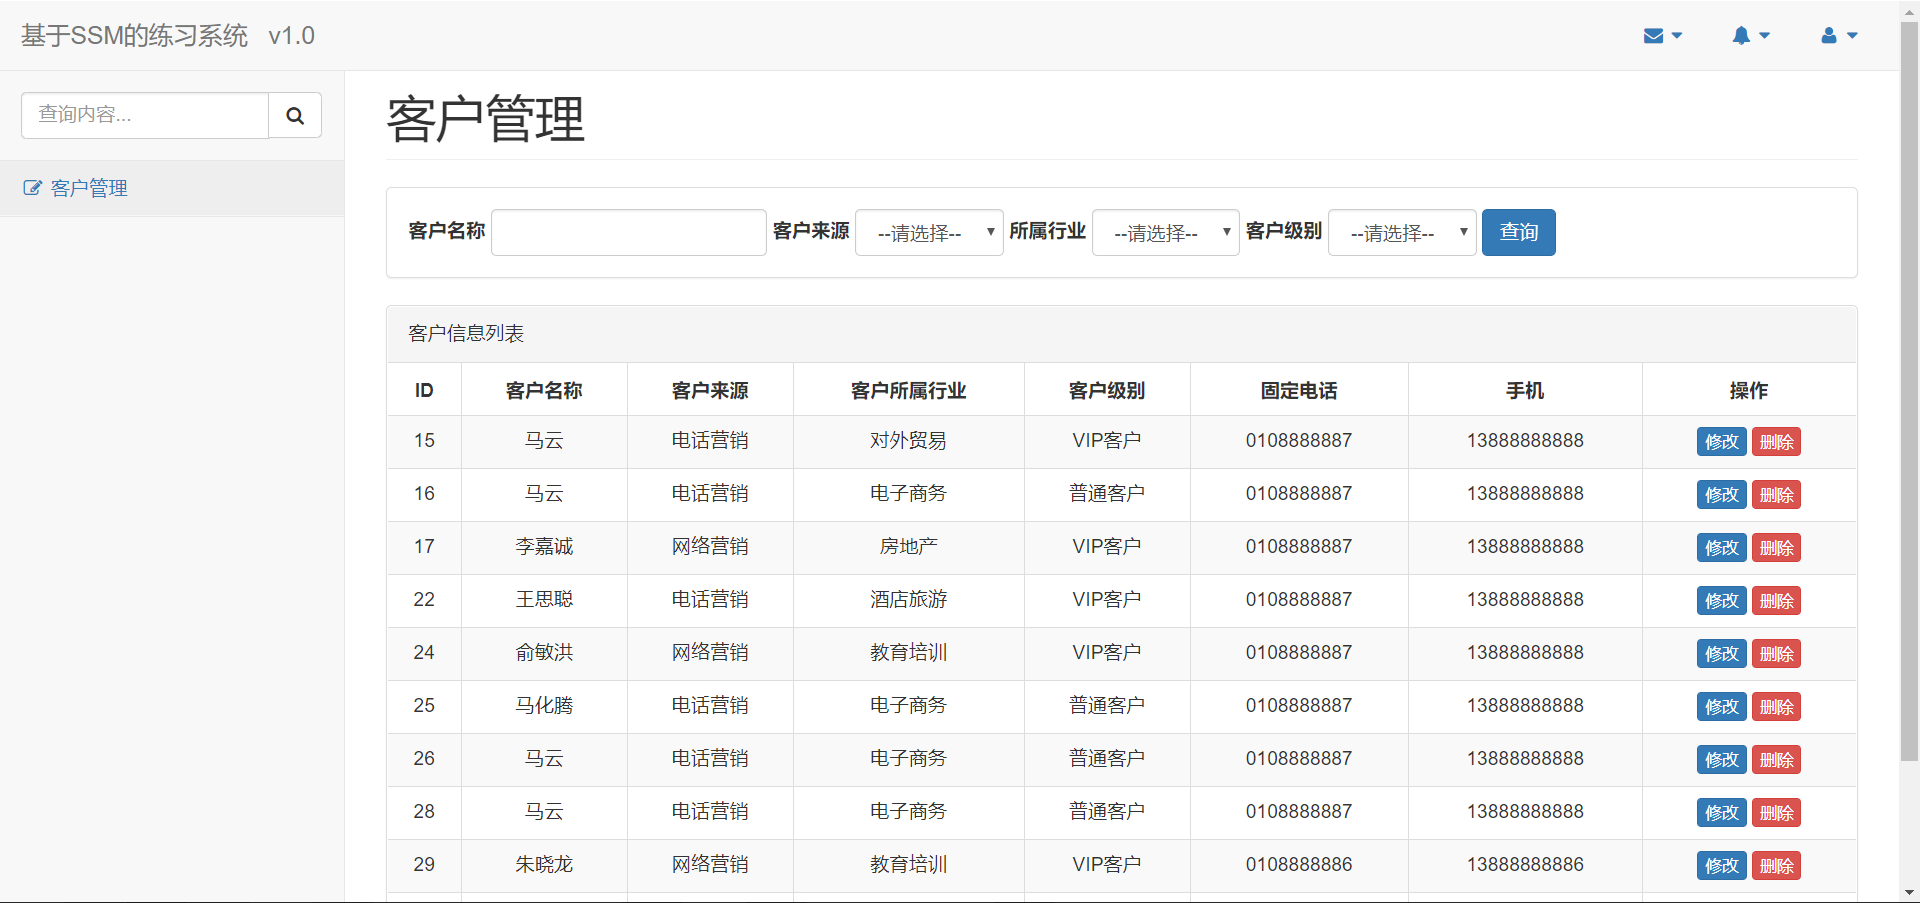 基于SSM的练习系统 v1.0
查询内容...
客户管理
客户管理
客户名称 客户来源 --请选择-- 所属行业 --请选择-- 客户级别 --请选择-- 查询
客户信息列表
ID 客户名称 客户来源 客户所属行业 客户级别 固定电话 手机 操作
15 马云 电话营销 对外贸易 VIP客户 0108888887 13888888888 修改 删除
16 马云 电话营销 电子商务 普通客户 0108888887 13888888888 修改 删除
17 李嘉诚 网络营销 房地产 VIP客户 0108888887 13888888888 修改 删除
22 王思聪 电话营销 酒店旅游 VIP客户 0108888887 13888888888 修改 删除
24 俞敏洪 网络营销 教育培训 VIP客户 0108888887 13888888888 修改 删除
25 马化腾 电话营销 电子商务 普通客户 0108888887 13888888888 修改 删除
26 马云 电话营销 电子商务 普通客户 0108888887 13888888888 修改 删除
28 马云 电话营销 电子商务 普通客户 0108888887 13888888888 修改 删除
29 朱晓龙 网络营销 教育培训 VIP客户 0108888886 13888888886 修改 删除